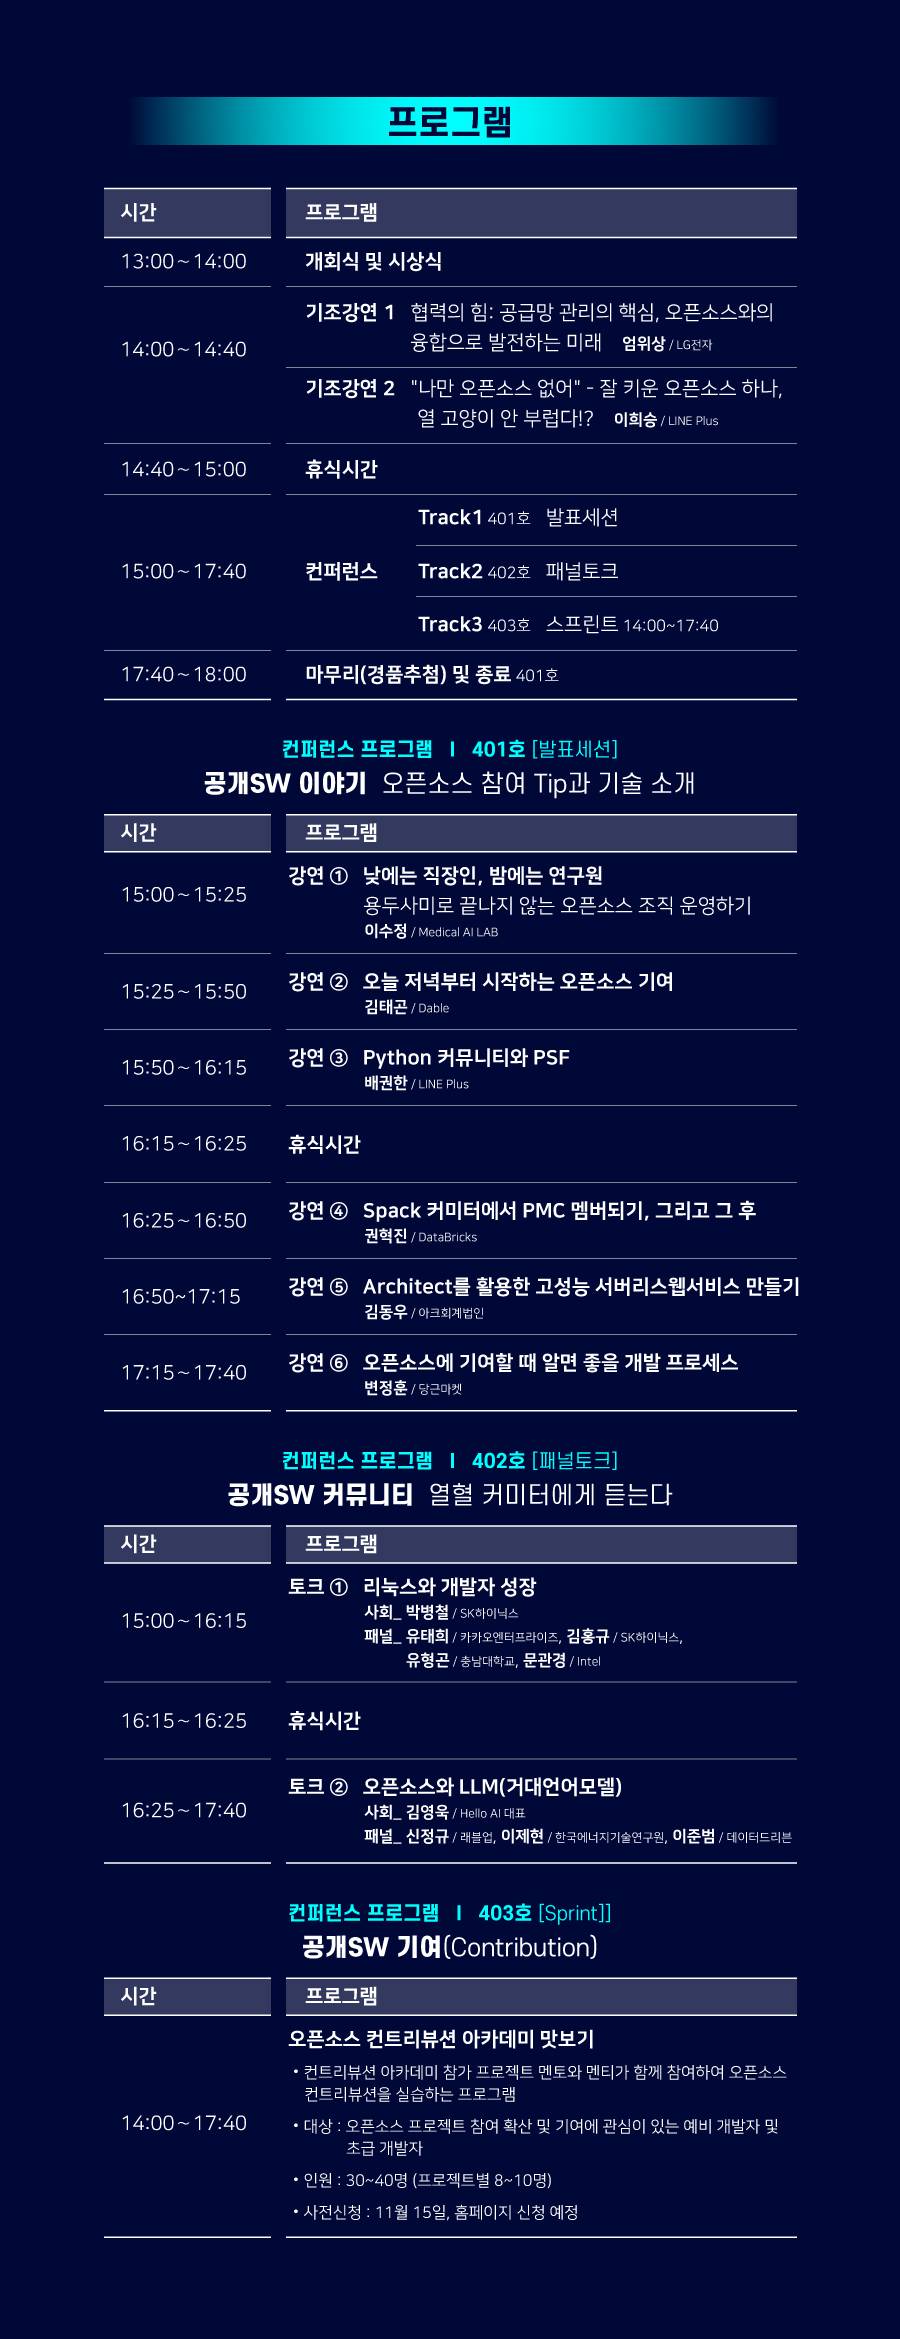 프로그램
시간 프로그램
13:00~14:00 개회식 및 시상식
14:00~14:40
기조강연 1 협력의 힘: 공급망 관리의 핵심, 오픈소스와의
융합으로 발전하는 미래 엄위상 / LG전자
기조강연 2 "나만 오픈소스 없어" - 잘 키운 오픈소스 하나,
열 고양이 안 부럽다!? 이희승 / LINE Plus
14:40~15:00 휴식시간
15:00~17:40 컨퍼런스
Track1 401호 발표세션
Track2 402호 패널토크
Track3 403호 스프린트 14:00~17:40
17:40~18:00 마무리(경품추첨) 및 종료 401호
컨퍼런스 프로그램 I 401호 [발표세션]
공개SW 이야기 오픈소스 참여 Tip과 기술 소개
시간 프로그램
15:00~15:25
강연 ① 낮에는 직장인, 밤에는 연구원
용두사미로 끝나지 않는 오픈소스 조직 운영하기
이수정 / Medical AI LAB
15:25~15:50
강연 ② 오늘 저녁부터 시작하는 오픈소스 기여
김태곤 / Dable
15:50~16:15
강연 ③ Python 커뮤니티와 PSF
배권한 / LINE Plus
16:15~16:25 휴식시간
16:25~16:50
강연 ④ Spack 커미터에서 PMC 멤버되기, 그리고 그 후
권혁진 / DataBricks
16:50~17:15
강연 ⑤ Architect를 활용한 고성능 서버리스웹서비스 만들기
김동우 / 아크회계법인
17:15~17:40
강연 ⑥ 오픈소스에 기여할 때 알면 좋을 개발 프로세스
변정훈 / 당근마켓
컨퍼런스 프로그램 I 402호 [패널토크]
공개SW 커뮤니티 열혈 커미터에게 듣는다
시간 프로그램
15:00~16:15
토크 ① 리눅스와 개발자 성장
사회_ 박병철 / SK하이닉스
패널_ 유태희 / 카카오엔터프라이즈, 김홍규 / SK하이닉스,
유형곤 / 충남대학교, 문관경 / Intel
16:15~16:25 휴식시간
16:25~17:40
토크 ② 오픈소스와 LLM(거대언어모델)
사회_ 김영욱 / Hello AI 대표
패널_ 신정규 / 래블업, 이제현 / 한국에너지기술연구원, 이준범 / 데이터드리븐
컨퍼런스 프로그램 I 403호 [Sprint]]
공개SW 기여(Contribution)
시간 프로그램
14:00~17:40
오픈소스 컨트리뷰션 아카데미 맛보기
• 컨트리뷰션 아카데미 참가 프로젝트 멘토와 멘티가 함께 참여하여 오픈소스
컨트리뷰션을 실습하는 프로그램
• 대상 : 오픈소스 프로젝트 참여 확산 및 기여에 관심이 있는 예비 개발자 및
초급 개발자
• 인원 : 30~40명 (프로젝트별 8~10명)
• 사전신청 : 11월 15일, 홈페이지 신청 예정